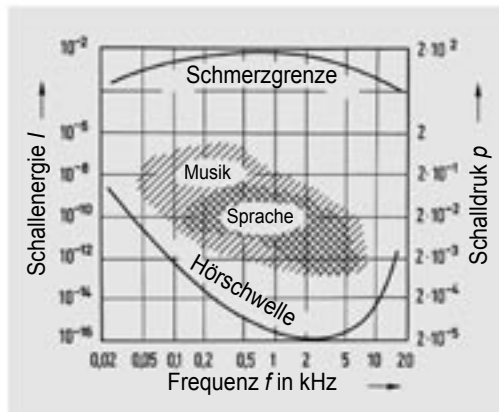 Schallenergie I
10⁻²
10⁻⁵
10⁻⁸
10⁻¹⁰
10⁻¹²
10⁻¹⁴
10⁻¹⁶
Schmerzgrenze
Musik
Sprache
Hörschwelle
2·10²
2
2·10⁻¹
2·10⁻²
2·10⁻³
2·10⁻⁴
2·10⁻⁵
Schalldruk p
0,02 0,05 0,1 0,2 0,5 1 2 5 10 20
Frequenz f in kHz